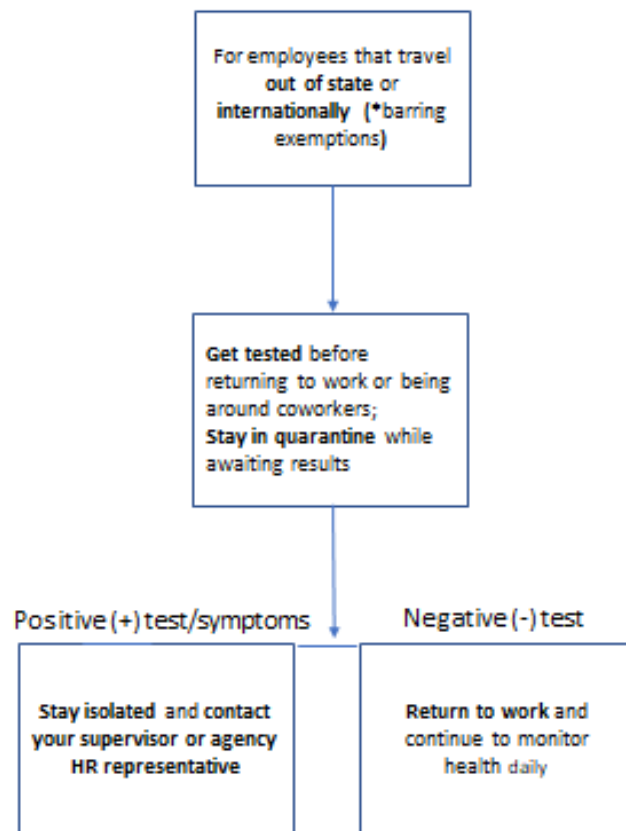 For employees that travel
out of state or
internally (*barring
exemptions)
Get tested before
returning to work or being
around coworkers;
Stay in quarantine while
awaiting results
Positive (+) test/symptoms
Negative (-) test
Stay isolated and contact
your supervisor or agency
HR representative
Return to work and
continue to monitor
health daily